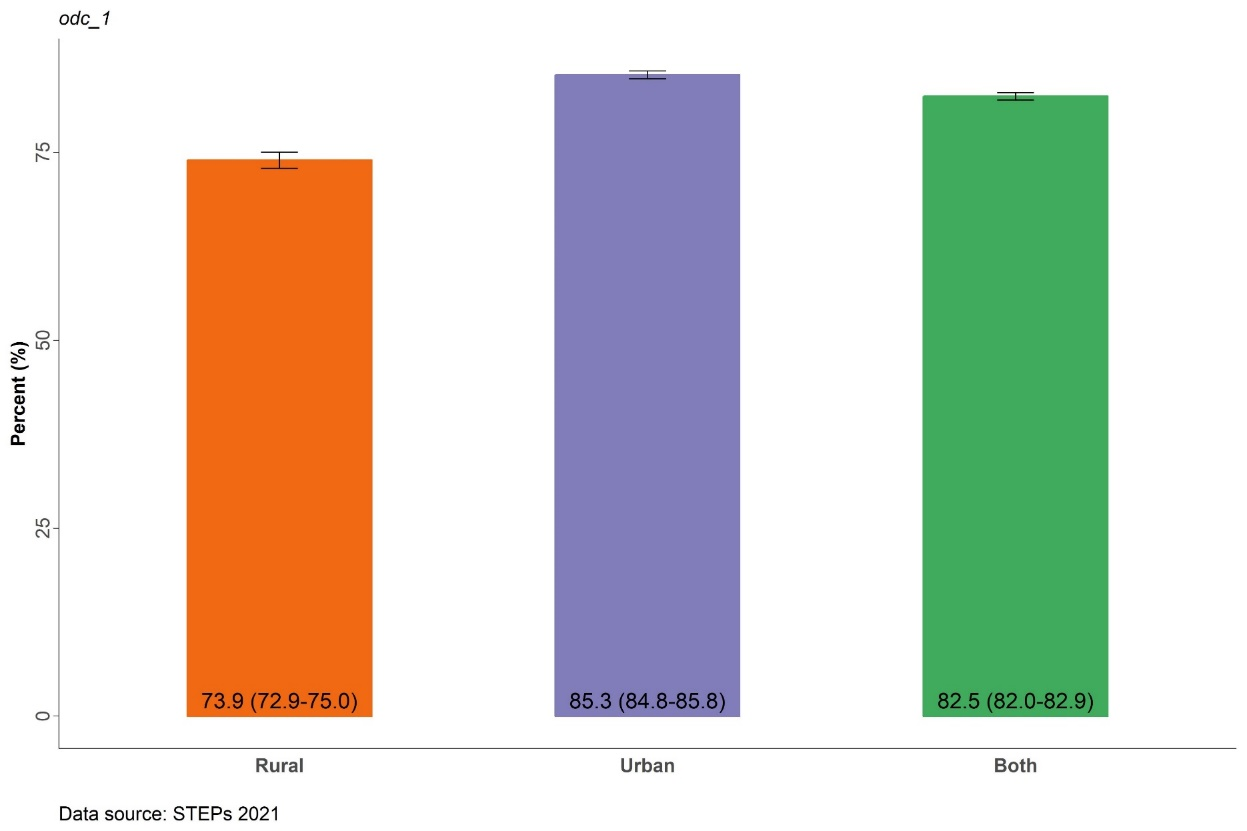 odc_1
Percent (%)
75
50
25
0
73.9 (72.9-75.0)
85.3 (84.8-85.8)
82.5 (82.0-82.9)
Rural
Urban
Both
Data source: STEPs 2021